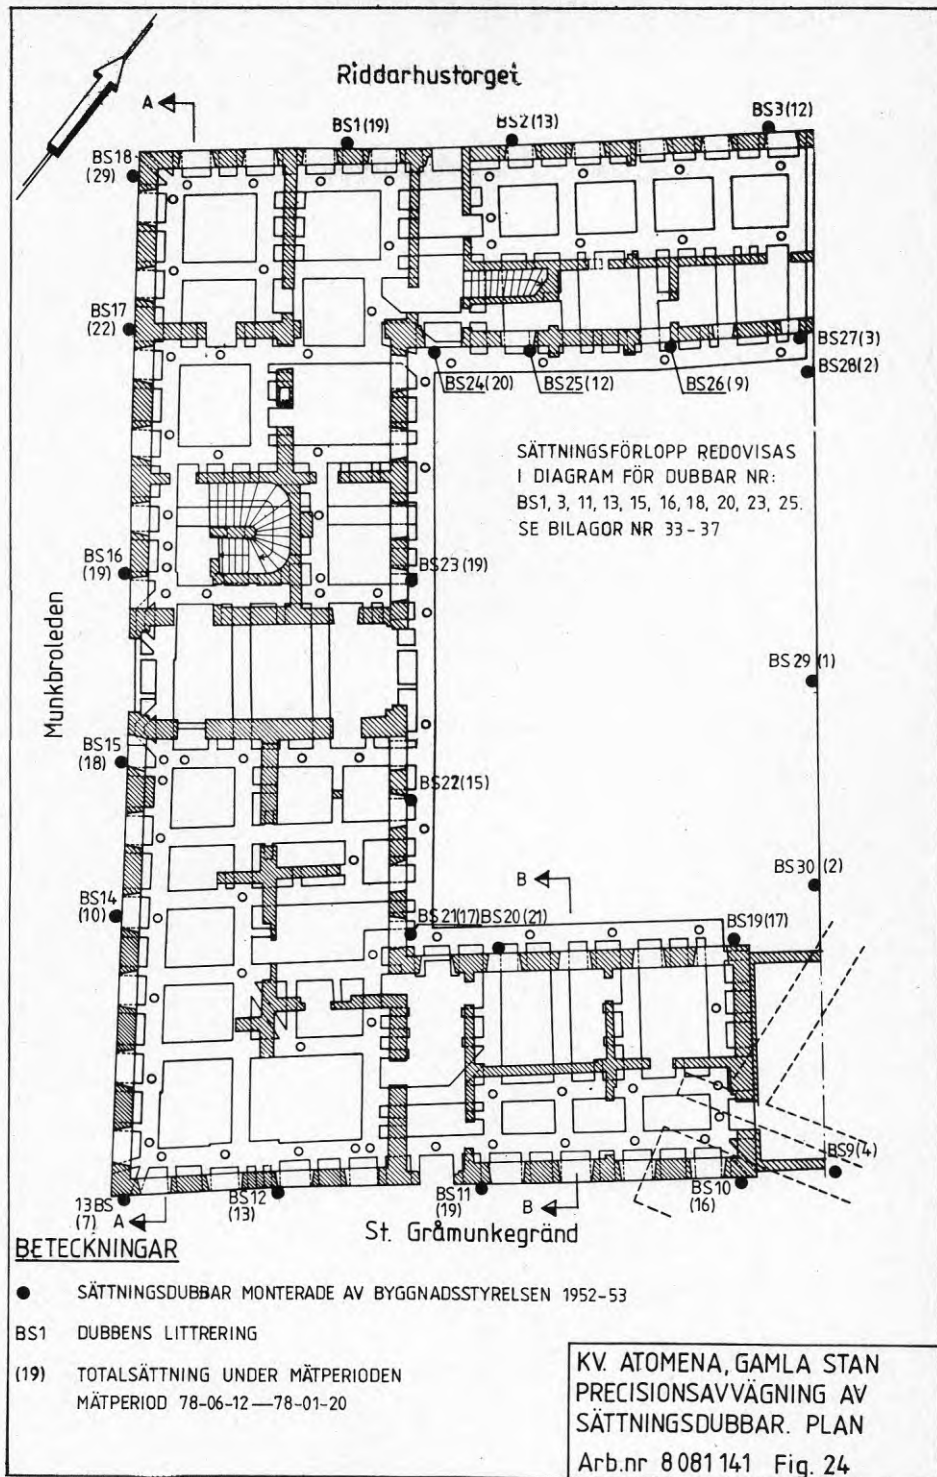 Riddarhustorget
A
BS1(19)
BS2(13)
BS3(12)
BS18
(29)
BS17
(22)
BS27(3)
BS28(2)
BS24(20)
BS25(12)
BS26(9)
SÄTTNINGSFÖRLOPP REDOVISAS
I DIAGRAM FÖR DUBBAR NR:
BS1, 3, 11, 13, 15, 16, 18, 20, 23, 25.
SE BILAGOR NR 33-37
BS16
(19)
BS23(19)
Munkbroleden
BS29(1)
BS15
(18)
BS22(15)
BS30(2)
B
BS14
(10)
BS21(17)
BS20(21)
BS19(17)
BS9(4)
13BS
(7)
A
BS12
(13)
BS11
(19)
B
BS10
(16)
St. Gråmunkegränd
BETECKNINGAR
SÄTTNINGSDUBBAR MONTERADE AV BYGGNADSSTYRELSEN 1952-53
BS1 DUBBENS LITTRERING
(19) TOTALSÄTTNING UNDER MÄTPERIODEN
MÄTPERIOD 78-06-12—78-01-20
KV. ATOMENA, GAMLA STAN
PRECISIONSAVVÄGNING AV
SÄTTNINGSDUBBAR. PLAN
Arb.nr 8081141 Fig. 24